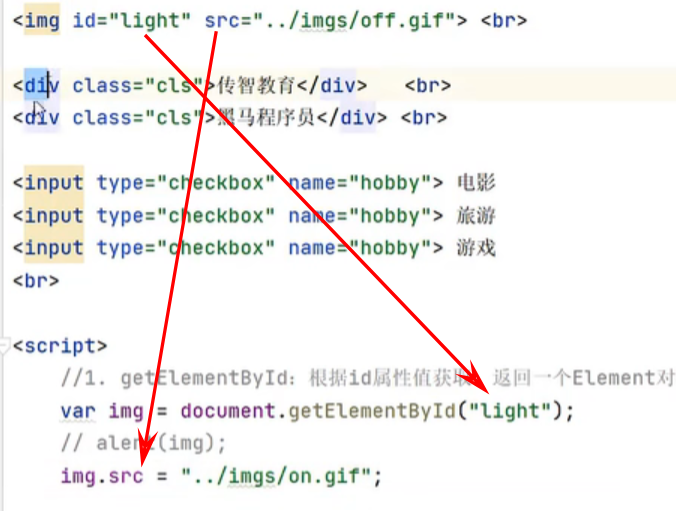 <img id="light" src="../imgs/off.gif"> <br>
<div class="cls">传智教育</div> <br>
<div class="cls">黑马程序员</div> <br>
<input type="checkbox" name="hobby"> 电影
<input type="checkbox" name="hobby"> 旅游
<input type="checkbox" name="hobby"> 游戏
<br>
<script>
//1. getElementById：根据id属性值获取，返回一个Element对
var img = document.getElementById("light");
// alert(img);
img.src = "../imgs/on.gif";